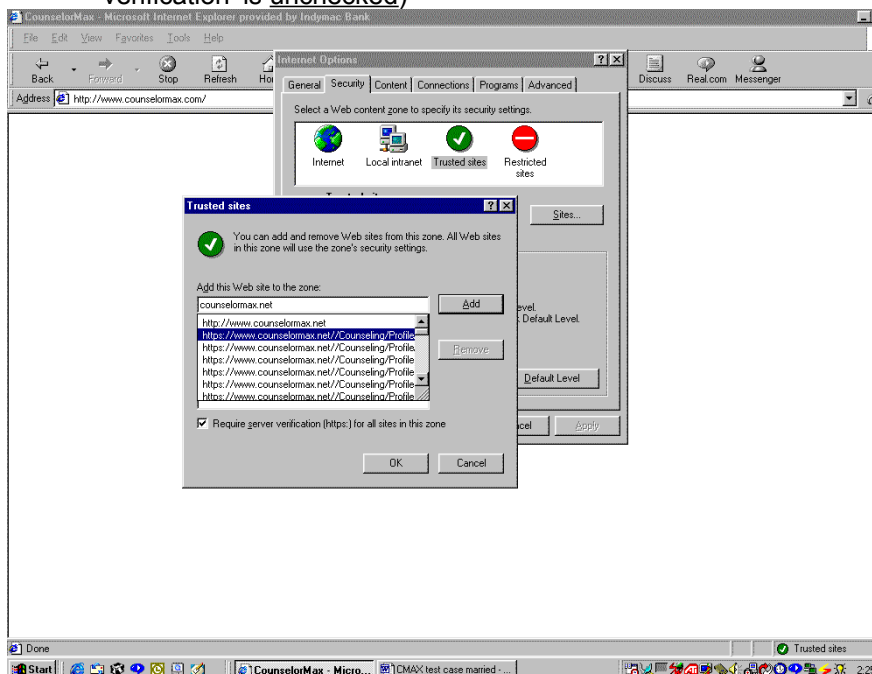 verification' is unchecked)
CounselorMax - Microsoft Internet Explorer provided by Indymac Bank
File Edit View Favorites Tools Help
Back Forward Stop Refresh
Discuss Real.com Messenger
Address http://www.counselormax.com/
Internet Options
General Security Content Connections Programs Advanced
Select a Web content zone to specify its security settings.
Internet Local intranet Trusted sites Restricted
sites
Sites...
Default Level.
Default Level
Apply
Trusted sites
You can add and remove Web sites from this zone. All Web sites
in this zone will use the zone's security settings.
Add this Web site to the zone:
counselormax.net
Add
http://www.counselormax.net
https://www.counselormax.net//Counseling/Profile
https://www.counselormax.net//Counseling/Profile
https://www.counselormax.net//Counseling/Profile
https://www.counselormax.net//Counseling/Profile
https://www.counselormax.net//Counseling/Profile
https://www.counselormax.net//Counseling/Profile
Remove
Require server verification (https:) for all sites in this zone
OK Cancel
Done
Trusted sites
Start CounselorMax - Micro... CMAX test case married - ...